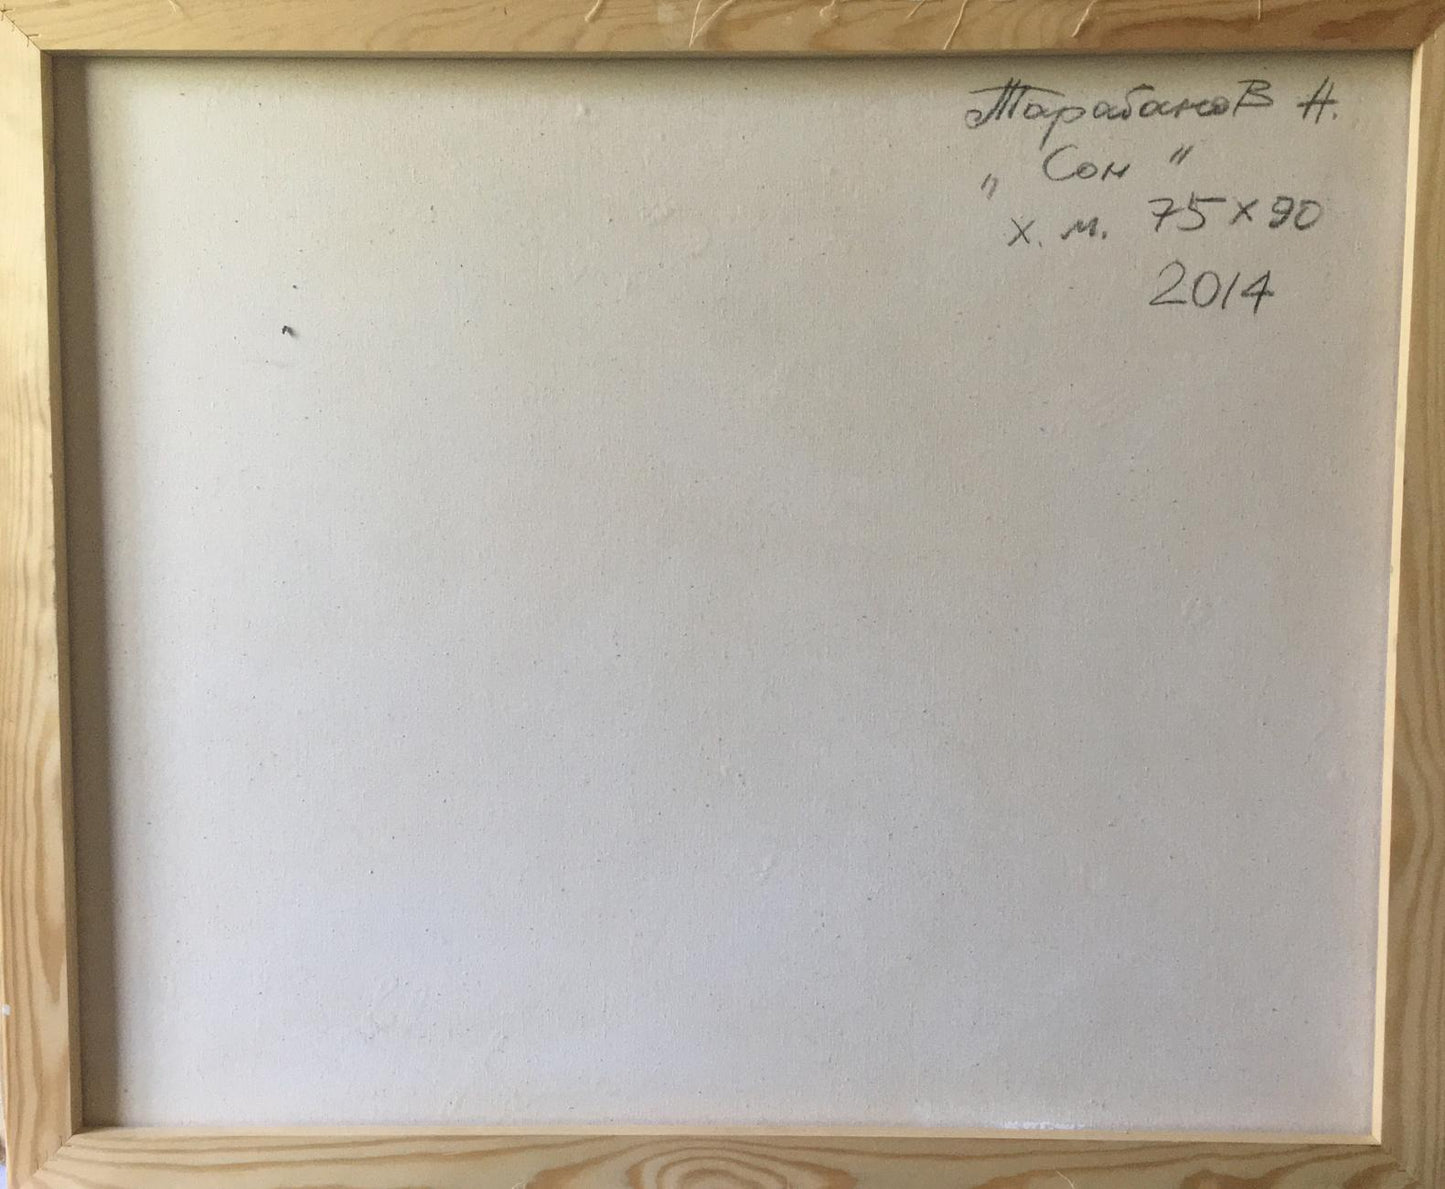 Тарабанов Н.
„ Сон "
х. м. 75 х 90
2014